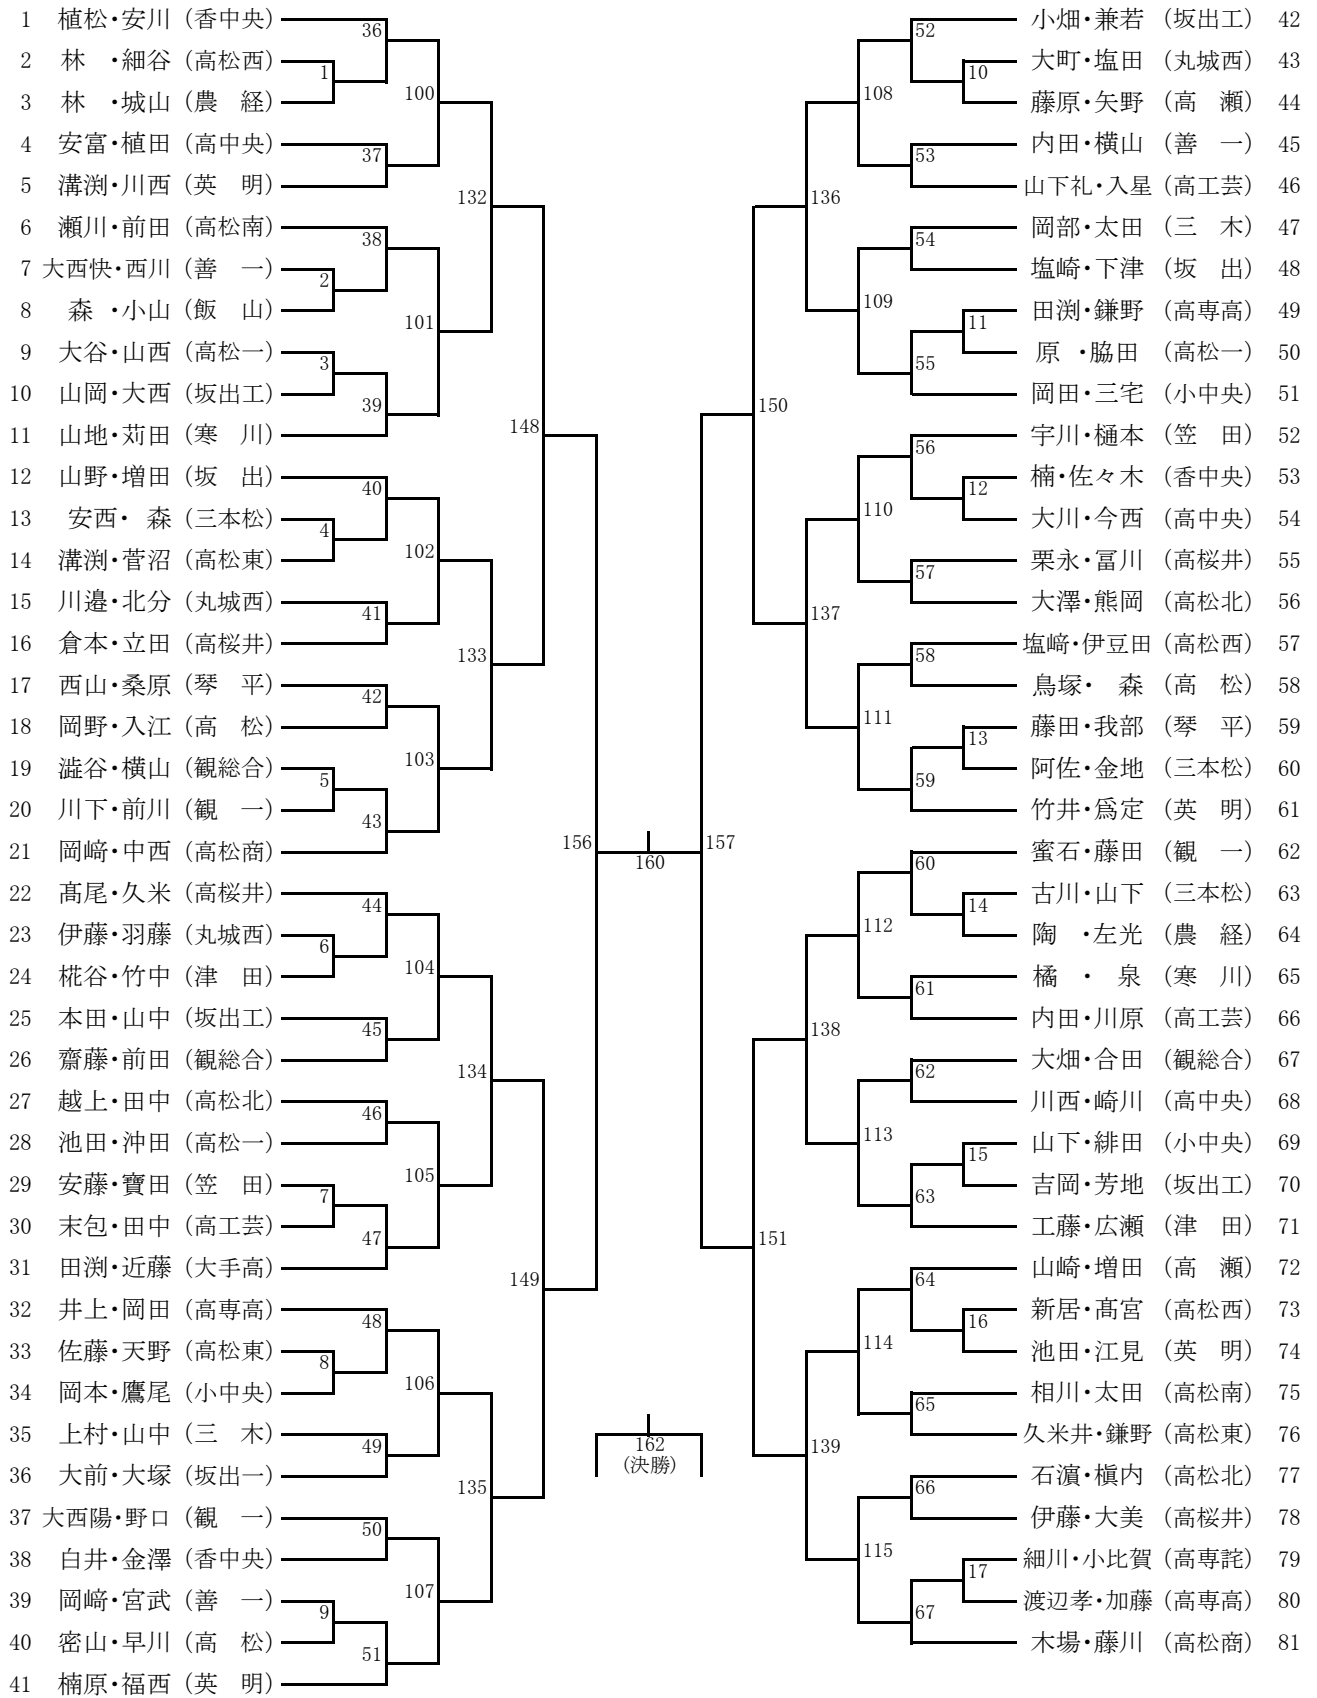 1 植松・安川（香中央）
2 林　・細谷（高松西）
3 林　・城山（農　経）
4 安富・植田（高中央）
5 溝渕・川西（英　明）
6 瀬川・前田（高松南）
7 大西快・西川（善　一）
8 森　・小山（飯　山）
9 大谷・山西（高松一）
10 山岡・大西（坂出工）
11 山地・苅田（寒　川）
12 山野・増田（坂　出）
13 安西・　森（三本松）
14 溝渕・菅沼（高松東）
15 川邉・北分（丸城西）
16 倉本・立田（高桜井）
17 西山・桑原（琴　平）
18 岡野・入江（高　松）
19 澁谷・横山（観総合）
20 川下・前川（観　一）
21 岡﨑・中西（高松商）
22 髙尾・久米（高桜井）
23 伊藤・羽藤（丸城西）
24 椛谷・竹中（津　田）
25 本田・山中（坂出工）
26 齋藤・前田（観総合）
27 越上・田中（高松北）
28 池田・沖田（高松一）
29 安藤・寶田（笠　田）
30 末包・田中（高工芸）
31 田渕・近藤（大手高）
32 井上・岡田（高専高）
33 佐藤・天野（高松東）
34 岡本・鷹尾（小中央）
35 上村・山中（三　木）
36 大前・大塚（坂出一）
37 大西陽・野口（観　一）
38 白井・金澤（香中央）
39 岡﨑・宮武（善　一）
40 密山・早川（高　松）
41 楠原・福西（英　明）
36
1
100
37
132
38
2
101
3
39
148
40
4
102
41
133
42
103
5
43
156
44
6
104
45
134
46
105
7
47
149
48
8
106
49
135
50
107
9
51
160
162
（決勝）
52
10
108
53
136
54
109
11
55
150
56
12
110
57
137
58
111
13
59
157
60
14
112
61
138
62
113
15
63
151
64
16
114
65
139
66
115
17
67
小畑・兼若（坂出工） 42
大町・塩田（丸城西） 43
藤原・矢野（高　瀬） 44
内田・横山（善　一） 45
山下礼・入星（高工芸） 46
岡部・太田（三　木） 47
塩崎・下津（坂　出） 48
田渕・鎌野（高専高） 49
原　・脇田（高松一） 50
岡田・三宅（小中央） 51
宇川・樋本（笠　田） 52
楠・佐々木（香中央） 53
大川・今西（高中央） 54
栗永・冨川（高桜井） 55
大澤・熊岡（高松北） 56
塩﨑・伊豆田（高松西） 57
鳥塚・　森（高　松） 58
藤田・我部（琴　平） 59
阿佐・金地（三本松） 60
竹井・爲定（英　明） 61
蜜石・藤田（観　一） 62
古川・山下（三本松） 63
陶　・左光（農　経） 64
橘　・　泉（寒　川） 65
内田・川原（高工芸） 66
大畑・合田（観総合） 67
川西・崎川（高中央） 68
山下・緋田（小中央） 69
吉岡・芳地（坂出工） 70
工藤・広瀬（津　田） 71
山崎・増田（高　瀬） 72
新居・髙宮（高松西） 73
池田・江見（英　明） 74
相川・太田（高松南） 75
久米井・鎌野（高松東） 76
石濵・槇内（高松北） 77
伊藤・大美（高桜井） 78
細川・小比賀（高専詫） 79
渡辺孝・加藤（高専高） 80
木場・藤川（高松商） 81